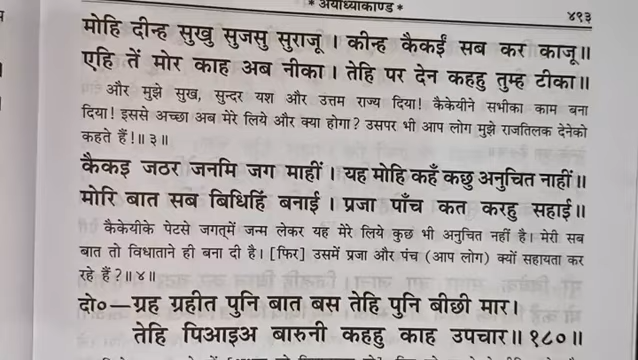 * अयोध्याकाण्ड *
४९३
मोहि दीन्ह सुखु सुजसु सुराजू । कीन्ह कैकईं सब कर काजू॥
एहि तें मोर काह अब नीका । तेहि पर देन कहहु तुम्ह टीका॥
और मुझे सुख, सुन्दर यश और उत्तम राज्य दिया! कैकेयीने सभीका काम बना
दिया! इससे अच्छा अब मेरे लिये और क्या होगा? उसपर भी आप लोग मुझे राजतिलक देनेको
कहते हैं!॥ ३॥
कैकइ जठर जनमि जग माहीं । यह मोहि कहँ कछु अनुचित नाहीं॥
मोरि बात सब बिधिहिं बनाई । प्रजा पाँच कत करहु सहाई॥
कैकेयीके पेटसे जगत्‌में जन्म लेकर यह मेरे लिये कुछ भी अनुचित नहीं है। मेरी सब
बात तो विधाताने ही बना दी है। [फिर] उसमें प्रजा और पंच (आप लोग) क्यों सहायता कर
रहे हैं?॥ ४॥
दो०—ग्रह ग्रहीत पुनि बात बस तेहि पुनि बीछी मार।
तेहि पिआइअ बारुनी कहहु काह उपचार॥ १८०॥